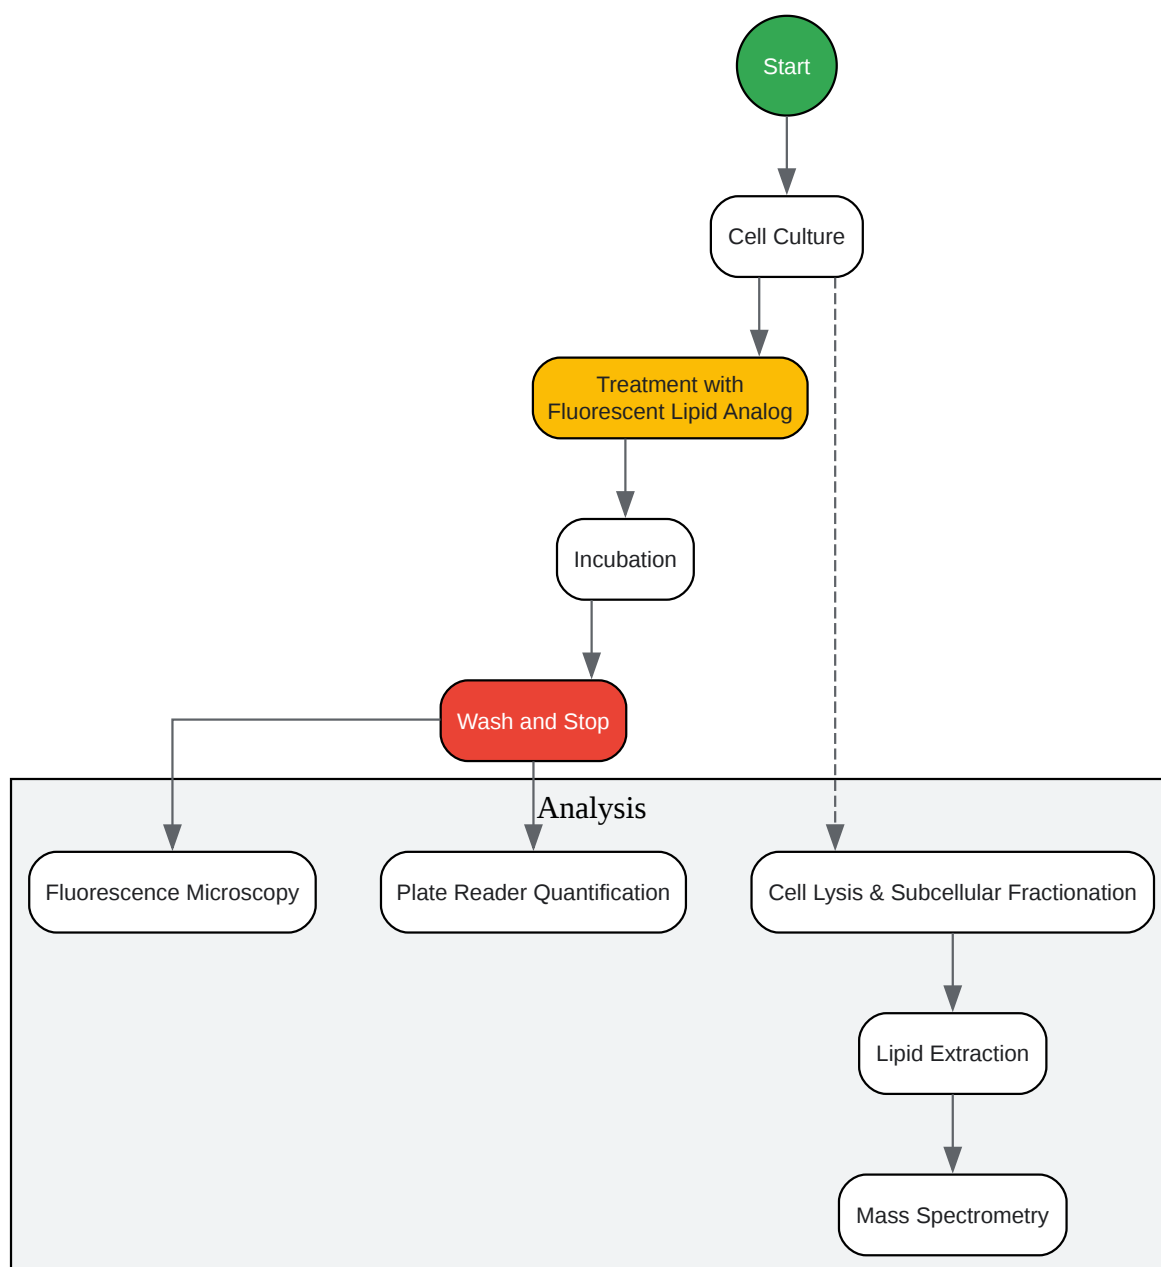 Start
Cell Culture
Treatment with
Fluorescent Lipid Analog
Incubation
Wash and Stop
Analysis
Fluorescence Microscopy
Plate Reader Quantification
Cell Lysis & Subcellular Fractionation
Lipid Extraction
Mass Spectrometry